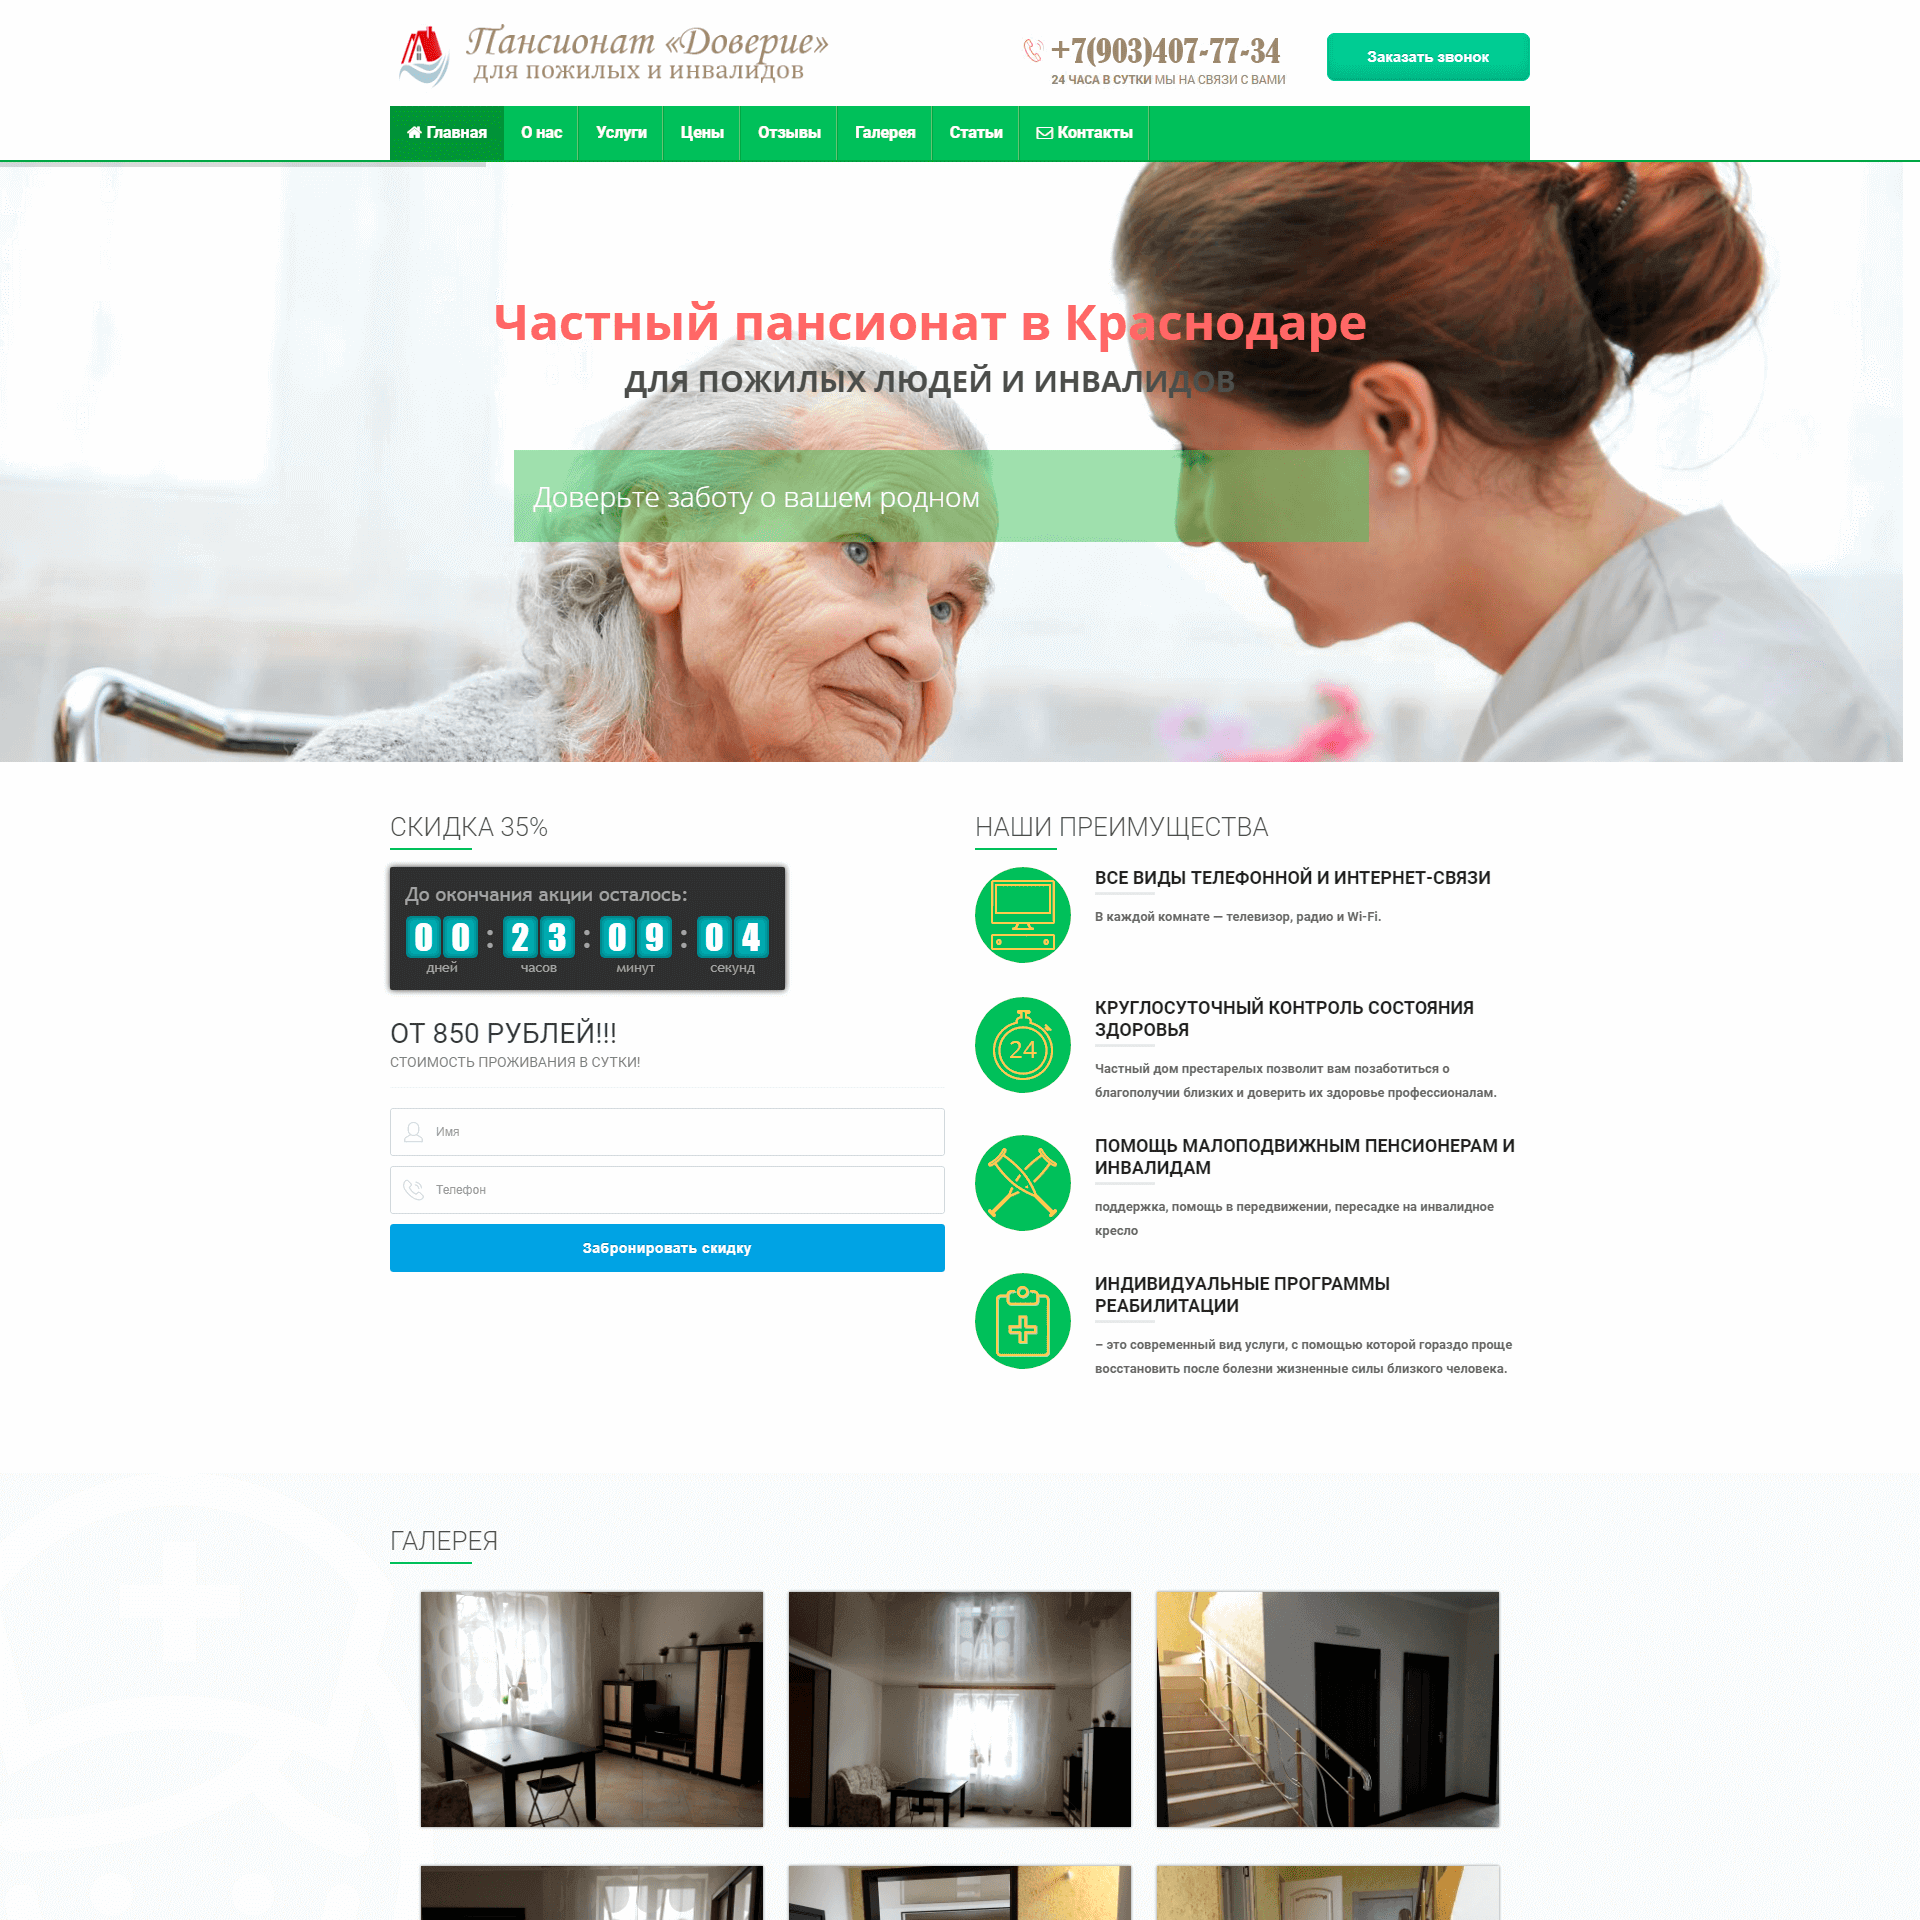 Пансионат «Доверие»
для пожилых и инвалидов
+7(903)407-77-34
24 ЧАСА В СУТКИ МЫ НА СВЯЗИ С ВАМИ
Заказать звонок
Главная
О нас
Услуги
Цены
Отзывы
Галерея
Статьи
Контакты
Частный пансионат в Краснодаре
ДЛЯ ПОЖИЛЫХ ЛЮДЕЙ И ИНВАЛИДОВ
Доверьте заботу о вашем родном
СКИДКА 35%
До окончания акции осталось:
00 : 23 : 09 : 04
дней часов минут секунд
ОТ 850 РУБЛЕЙ!!!
СТОИМОСТЬ ПРОЖИВАНИЯ В СУТКИ!
Имя
Телефон
Забронировать скидку
НАШИ ПРЕИМУЩЕСТВА
ВСЕ ВИДЫ ТЕЛЕФОННОЙ И ИНТЕРНЕТ-СВЯЗИ
В каждой комнате — телевизор, радио и Wi-Fi.
24
КРУГЛОСУТОЧНЫЙ КОНТРОЛЬ СОСТОЯНИЯ
ЗДОРОВЬЯ
Частный дом престарелых позволит вам позаботиться о
благополучии близких и доверить их здоровье профессионалам.
ПОМОЩЬ МАЛОПОДВИЖНЫМ ПЕНСИОНЕРАМ И
ИНВАЛИДАМ
поддержка, помощь в передвижении, пересадке на инвалидное
кресло
ИНДИВИДУАЛЬНЫЕ ПРОГРАММЫ
РЕАБИЛИТАЦИИ
– это современный вид услуги, с помощью которой гораздо проще
восстановить после болезни жизненные силы близкого человека.
ГАЛЕРЕЯ